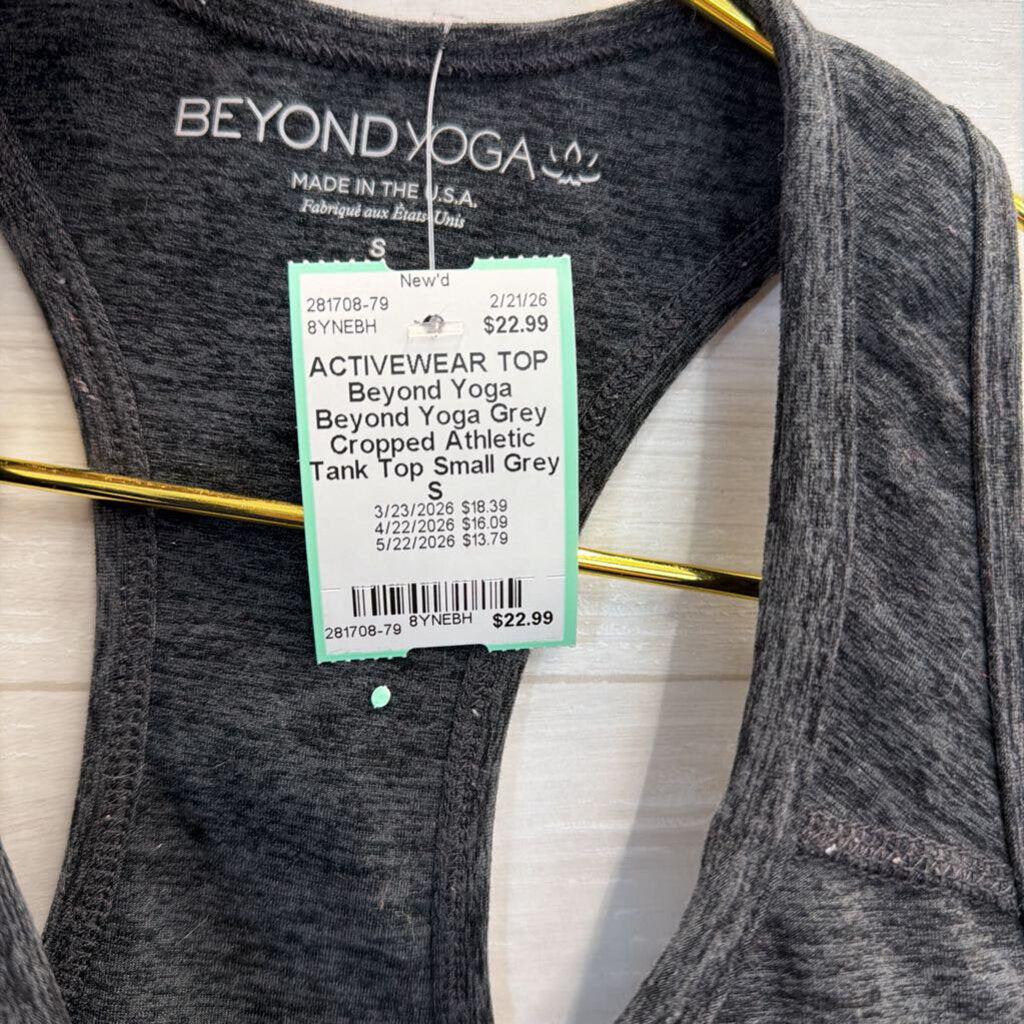 BEYOND YOGA
MADE IN THE U.S.A.
Fabriqué aux États-Unis
S
New'd
281708-79 2/21/26
8YNEBH $22.99
ACTIVEWEAR TOP
Beyond Yoga
Beyond Yoga Grey
Cropped Athletic
Tank Top Small Grey
S
3/23/2026 $18.39
4/22/2026 $16.09
5/22/2026 $13.79
281708-79 8YNEBH $22.99